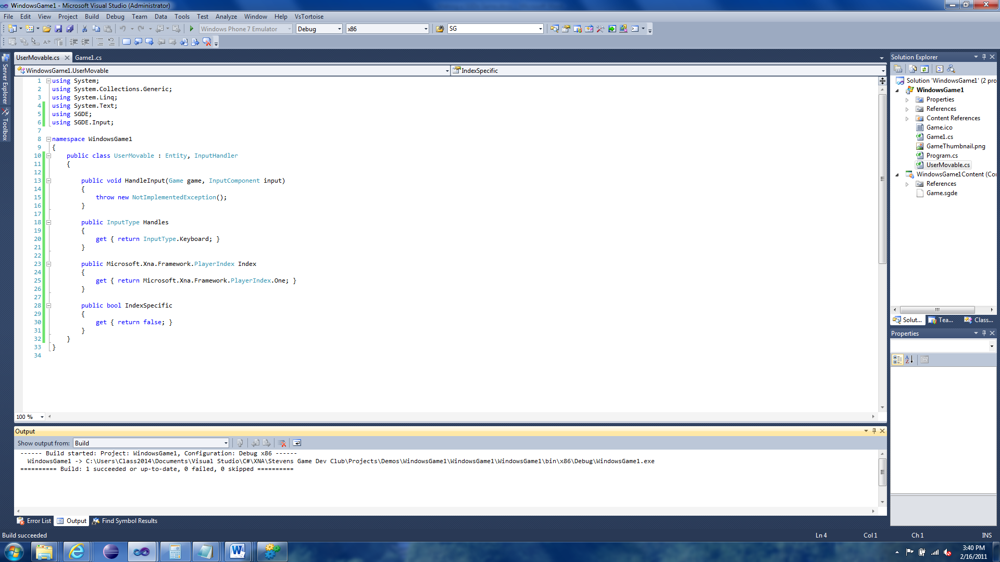 WindowsGame1 - Microsoft Visual Studio (Administrator)
File Edit View Project Build Debug Team Data Tools Test Analyze Window Help VsTortoise
Windows Phone 7 Emulator Debug x86 SG
UserMovable.cs Game1.cs
WindowsGame1.UserMovable IndexSpecific
Server Explorer
Toolbox
1 using System;
2 using System.Collections.Generic;
3 using System.Linq;
4 using System.Text;
5 using SGDE;
6 using SGDE.Input;
7
8 namespace WindowsGame1
9 {
10 public class UserMovable : Entity, InputHandler
11 {
12
13 public void HandleInput(Game game, InputComponent input)
14 {
15 throw new NotImplementedException();
16 }
17
18 public InputType Handles
19 {
20 get { return InputType.Keyboard; }
21 }
22
23 public Microsoft.Xna.Framework.PlayerIndex Index
24 {
25 get { return Microsoft.Xna.Framework.PlayerIndex.One; }
26 }
27
28 public bool IndexSpecific
29 {
30 get { return false; }
31 }
32 }
33 }
34
100 %
Solution Explorer
Solution 'WindowsGame1' (2 pro
WindowsGame1
Properties
References
Content References
Game.ico
Game1.cs
GameThumbnail.png
Program.cs
UserMovable.cs
WindowsGame1Content (Co
References
Game.sgde
Solut... Tea... Class...
Properties
Output
Show output from: Build
------ Build started: Project: WindowsGame1, Configuration: Debug x86 ------
WindowsGame1 -> C:\Users\Class2014\Documents\Visual Studio\C#\XNA\Stevens Game Dev Club\Projects\Demos\WindowsGame1\WindowsGame1\WindowsGame1\bin\x86\Debug\WindowsGame1.exe
========== Build: 1 succeeded or up-to-date, 0 failed, 0 skipped ==========
Error List Output Find Symbol Results
Build succeeded Ln 4 Col 1 Ch 1 INS
3:40 PM
2/16/2011